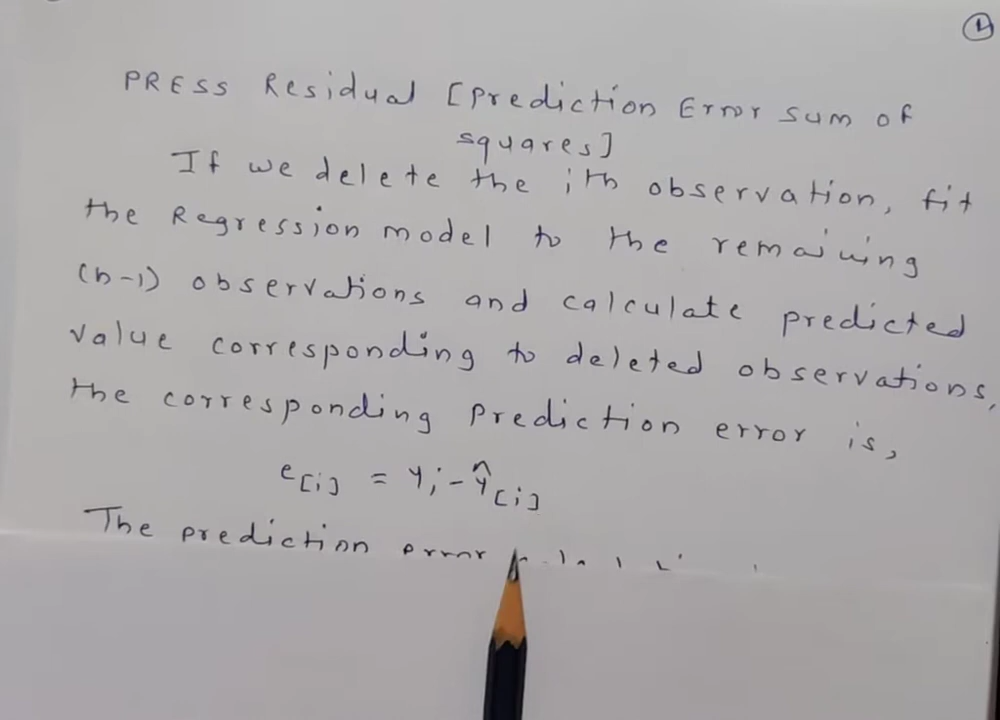 4
PRESS Residual [Prediction Error sum of
squares]
If we delete the ith observation, fit
the Regression model to the remaining
(n-1) observations and calculate predicted
value corresponding to deleted observations,
the corresponding prediction error is,
e[i] = yi - ŷ[i]
The prediction error